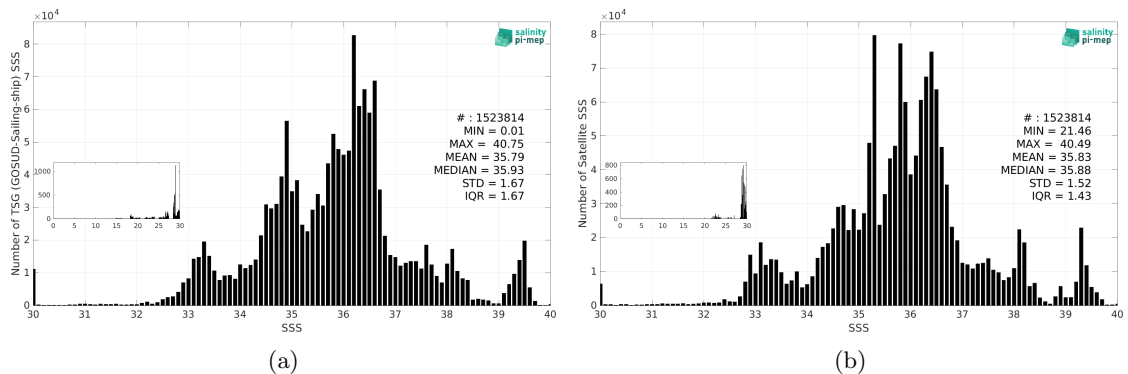 ×10⁴
8
7
6
5
4
3
2
1
0
Number of TSG (GOSUD-Sailing-ship) SSS
30 31 32 33 34 35 36 37 38 39 40
SSS
salinity
pi-mep
# : 1523814
MIN = 0.01
MAX = 40.75
MEAN = 35.79
MEDIAN = 35.93
STD = 1.67
IQR = 1.67
1000
500
0
0 5 10 15 20 25 30
(a)
×10⁴
8
7
6
5
4
3
2
1
0
Number of Satellite SSS
30 31 32 33 34 35 36 37 38 39 40
SSS
salinity
pi-mep
# : 1523814
MIN = 21.46
MAX = 40.49
MEAN = 35.83
MEDIAN = 35.88
STD = 1.52
IQR = 1.43
800
600
400
200
0
0 5 10 15 20 25 30
(b)